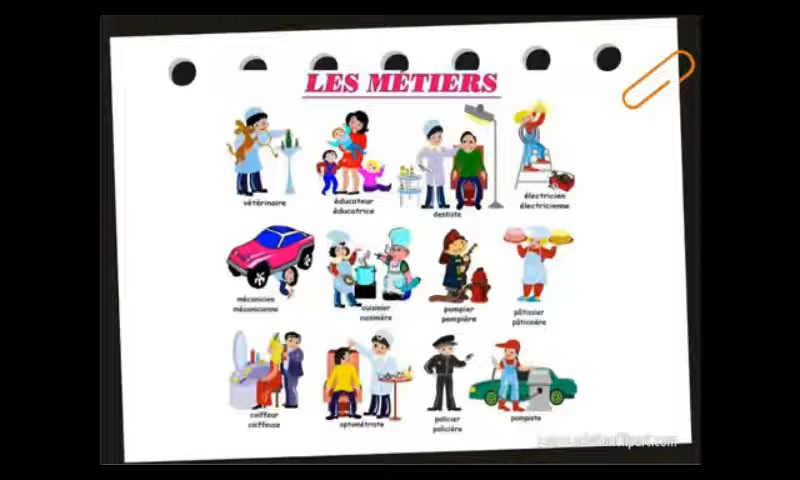 LES MÉTIERS
vétérinaire
éducateur
éducatrice
dentiste
électricien
électricienne
mécanicien
mécanicienne
cuisinier
cuisinière
pompier
pompière
pâtissier
pâtissière
coiffeur
coiffeuse
optométriste
policier
policière
pompiste